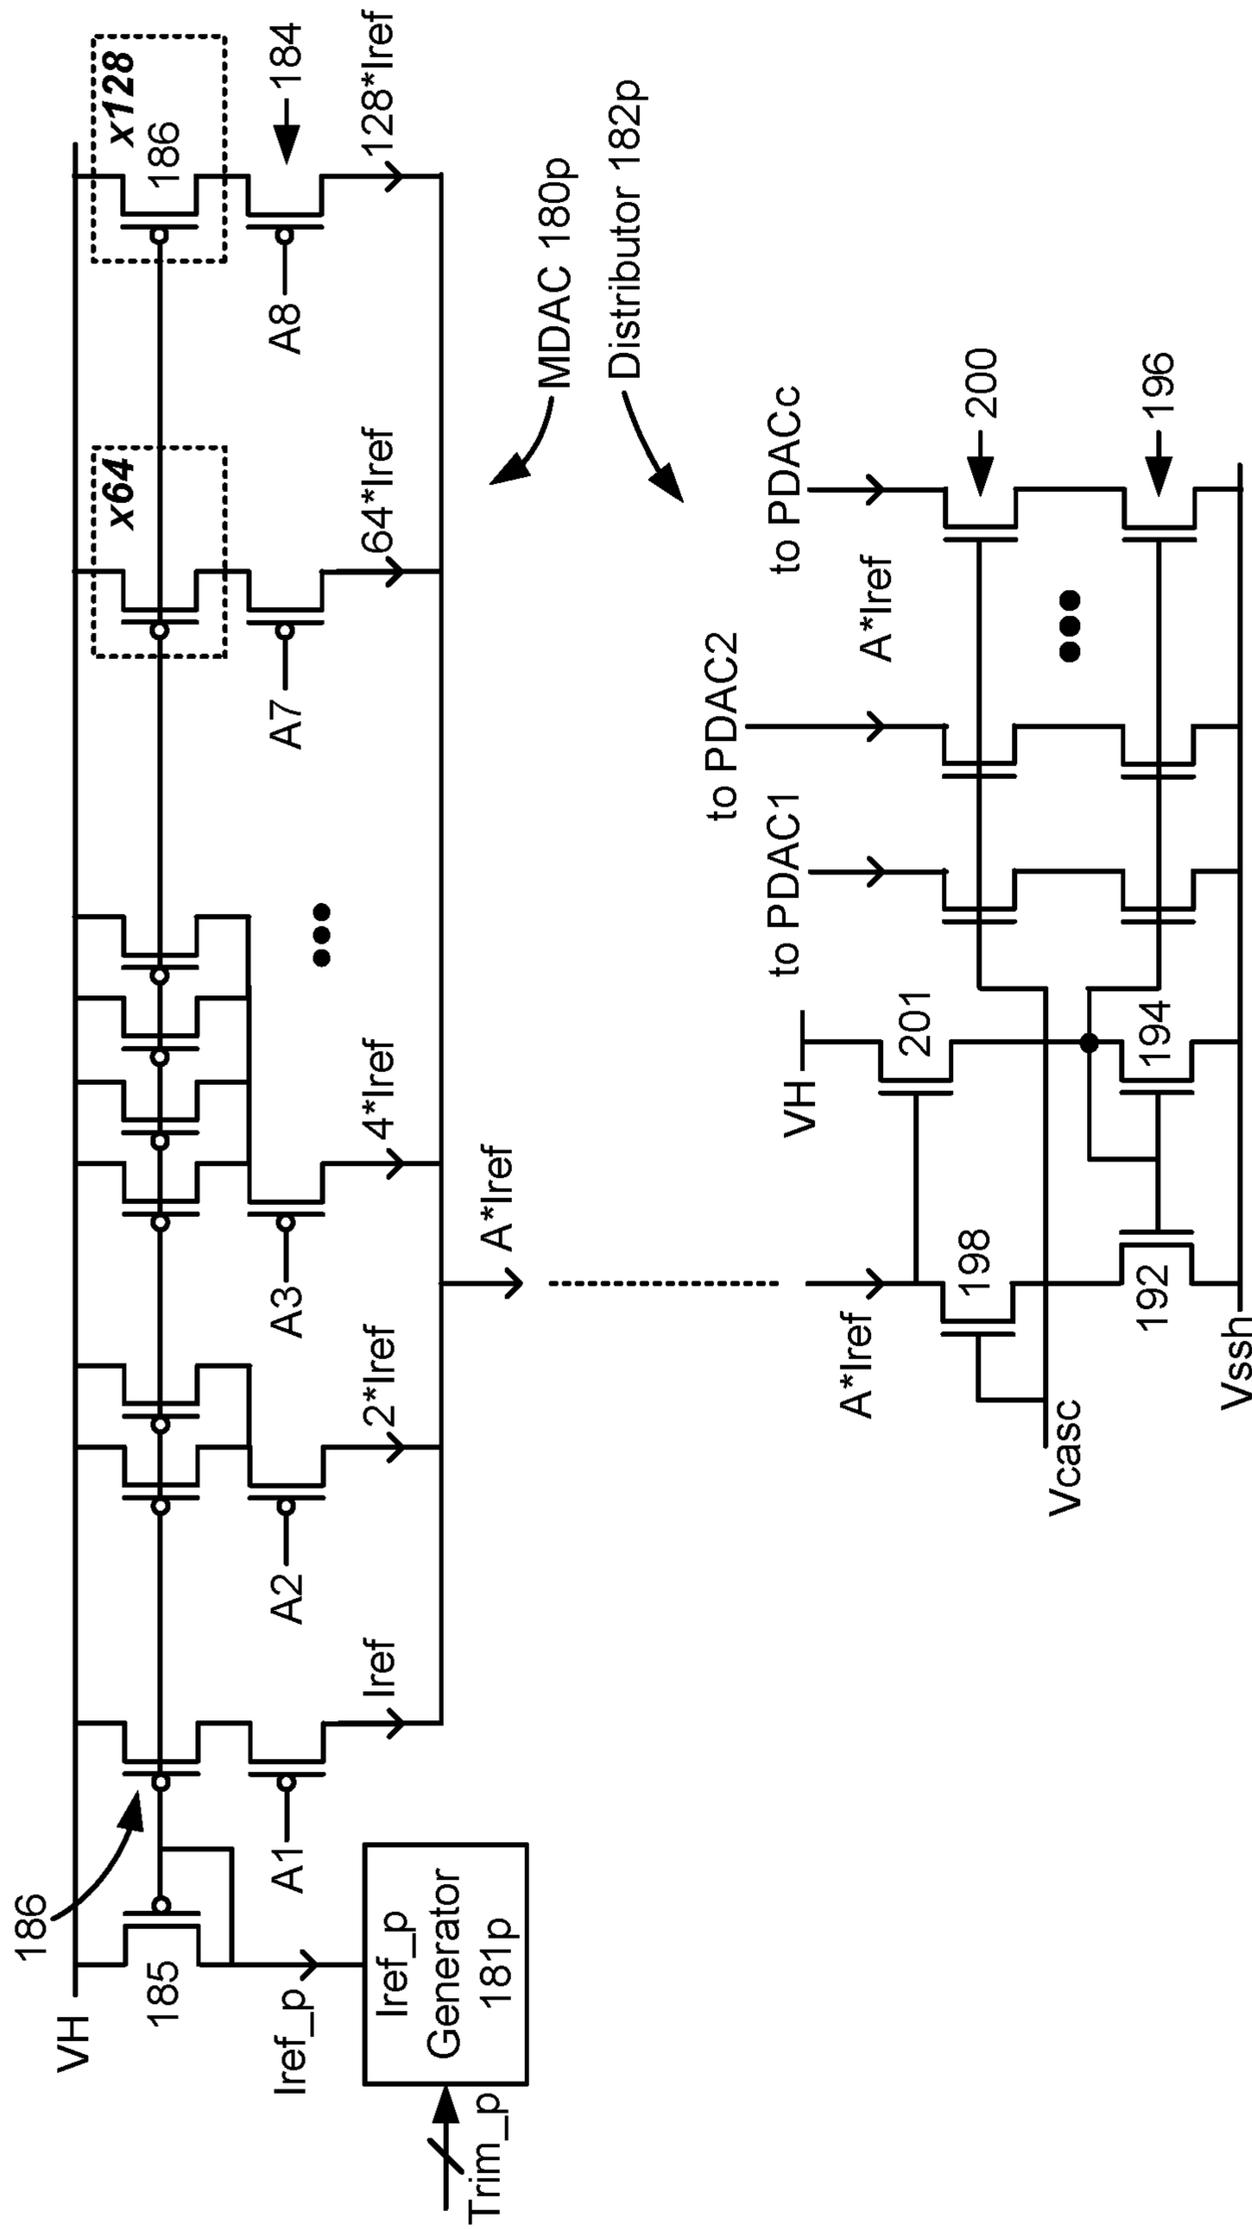 VH
186
185
Iref_p
Iref_p
Generator
181p
Trim_p
A1
Iref
A2
2*Iref
A3
4*Iref
A*Iref
x64
A7
64*Iref
x128
186
184
A8
128*Iref
MDAC 180p
Distributor 182p
A*Iref
198
192
Vcasc
Vssh
VH
201
194
to PDAC1
to PDAC2
to PDACc
A*Iref
200
196